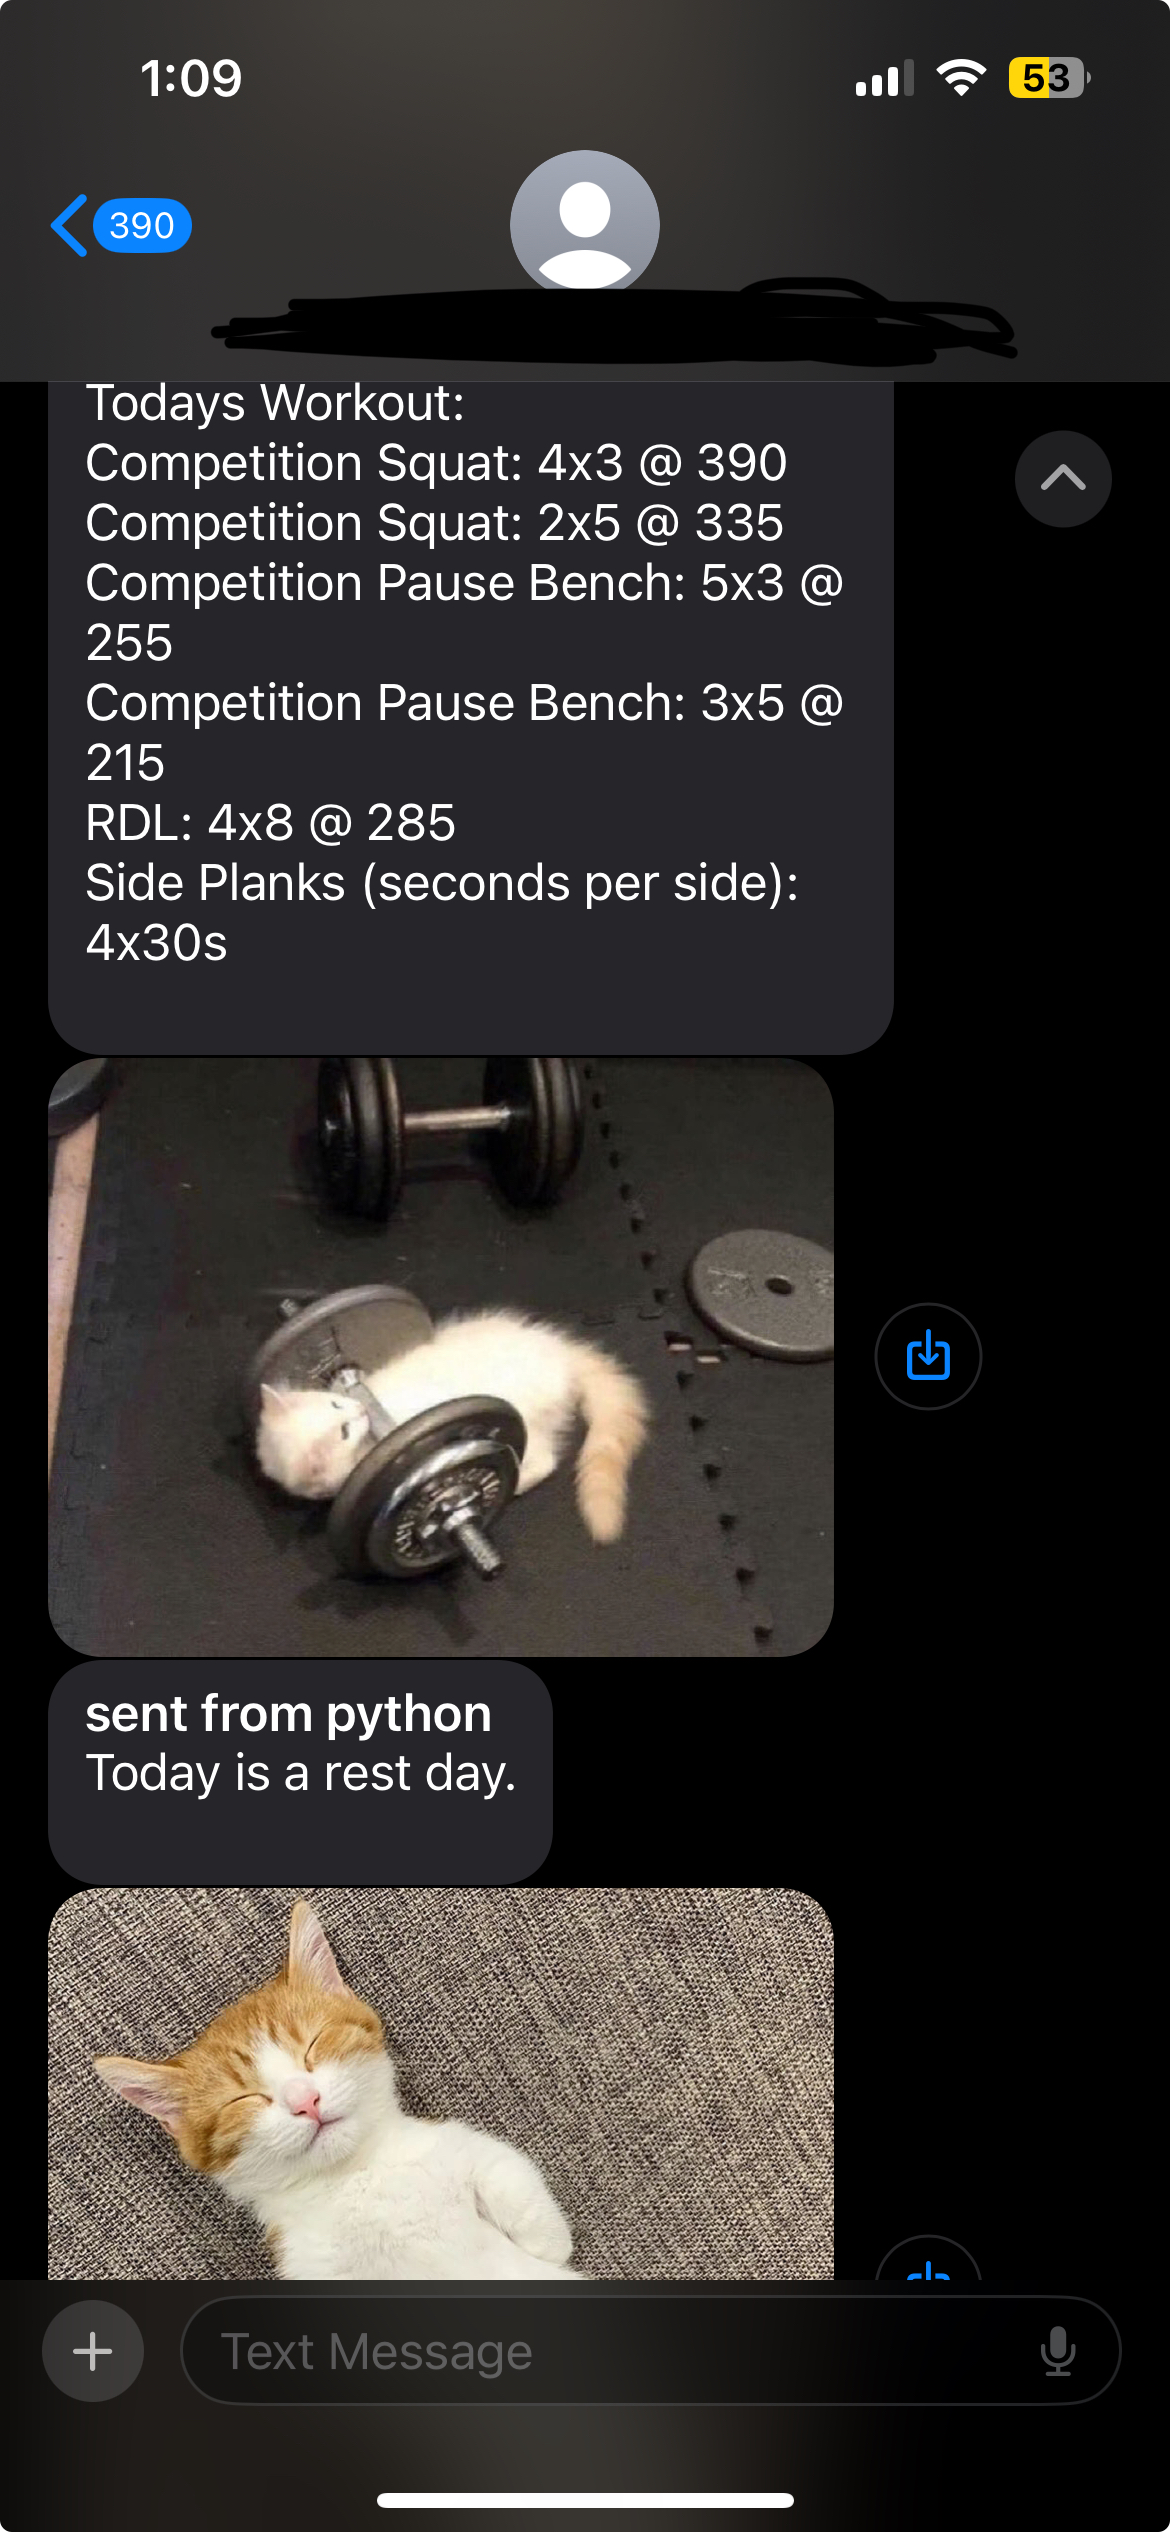 1:09
53
390
Todays Workout:
Competition Squat: 4x3 @ 390
Competition Squat: 2x5 @ 335
Competition Pause Bench: 5x3 @
255
Competition Pause Bench: 3x5 @
215
RDL: 4x8 @ 285
Side Planks (seconds per side):
4x30s
sent from python
Today is a rest day.
Text Message